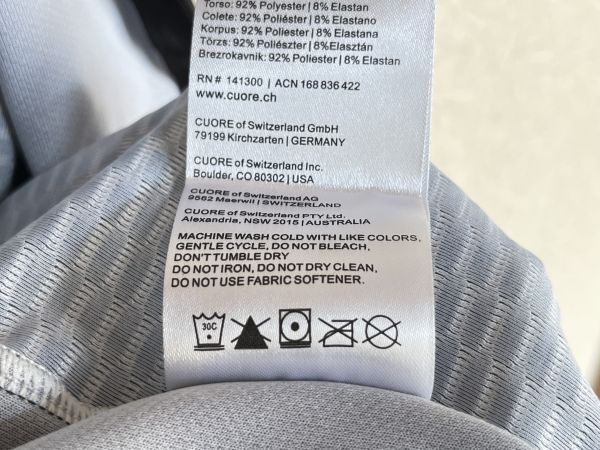 Torso: 92% Polyester | 8% Elastan
Colete: 92% Poliéster | 8% Elastano
Korpus: 92% Poliester | 8% Elastana
Törzs: 92% Poliészter | 8% Elasztán
Brezrokavnik: 92% Poliester | 8% Elastan
RN # 141300 | ACN 168 836 422
www.cuore.ch
CUORE of Switzerland GmbH
79199 Kirchzarten | GERMANY
CUORE of Switzerland Inc.
Boulder, CO 80302 | USA
CUORE of Switzerland AG
9562 Maerwil | SWITZERLAND
CUORE of Switzerland PTY Ltd.
Alexandria, NSW 2015 | AUSTRALIA
MACHINE WASH COLD WITH LIKE COLORS,
GENTLE CYCLE, DO NOT BLEACH,
DON'T TUMBLE DRY
DO NOT IRON, DO NOT DRY CLEAN,
DO NOT USE FABRIC SOFTENER.
30C